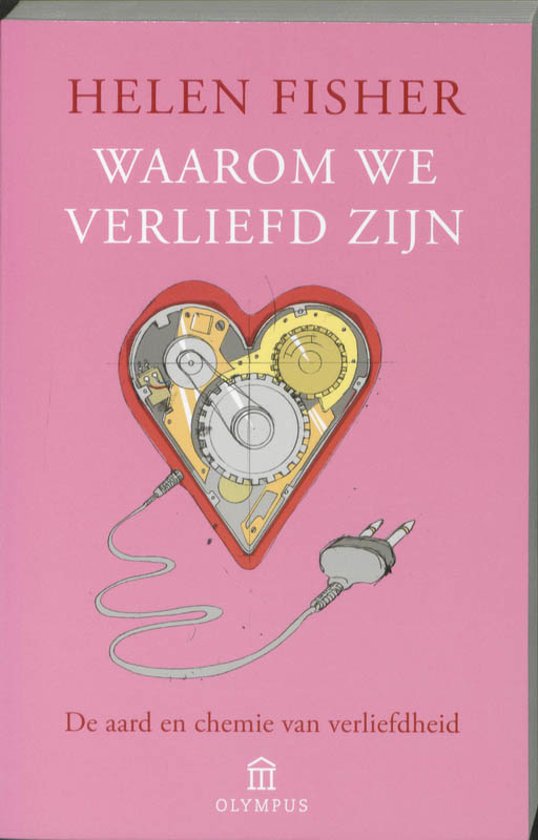 HELEN FISHER
WAAROM WE
VERLIEFD ZIJN
De aard en chemie van verliefdheid
OLYMPUS